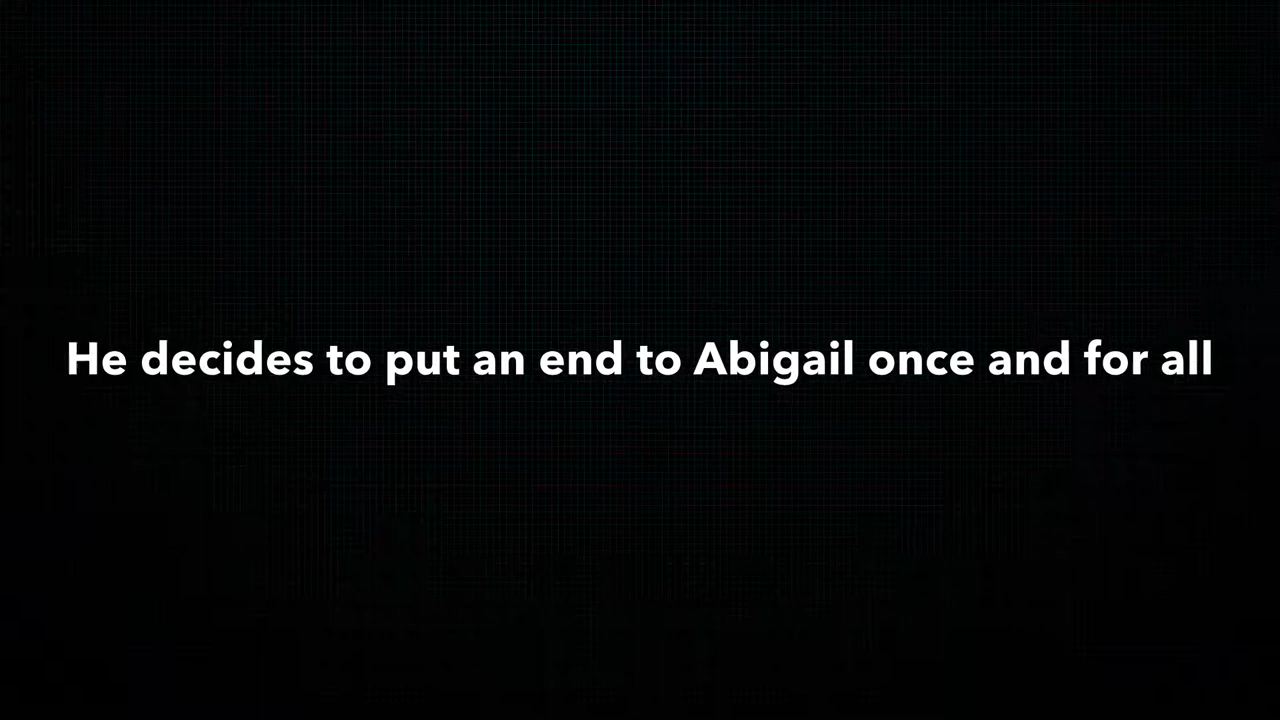 He decides to put an end to Abigail once and for all